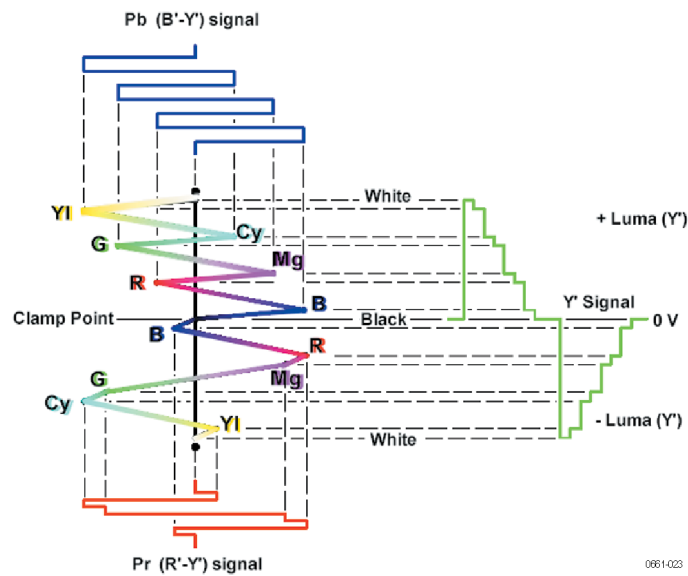 Pb (B'-Y') signal
White
Yl
Cy
+ Luma (Y')
G
Mg
R
B
Y' Signal
Clamp Point
Black
0 V
B
R
G
Mg
Cy
Yl
- Luma (Y')
White
Pr (R'-Y') signal
0661-023